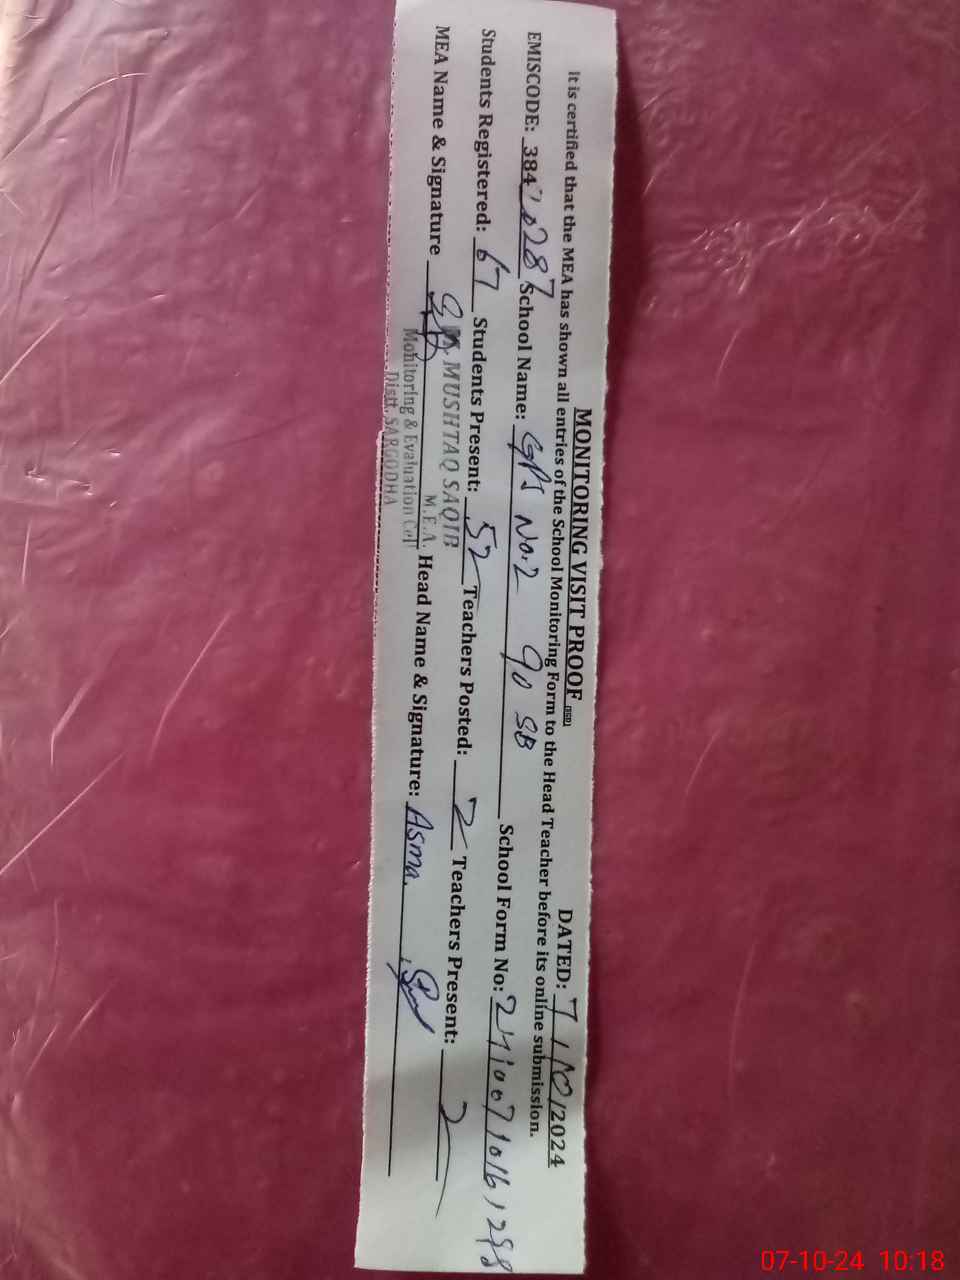 MONITORING VISIT PROOF (SGD)
DATED: 7/10/2024
It is certified that the MEA has shown all entries of the School Monitoring Form to the Head Teacher before its online submission.
EMISCODE: 384 School Name: GPS No.2 90 SB School Form No:
Students Registered: 67 Students Present: 52 Teachers Posted: 2 Teachers Present: 2
MUSHTAQ SAQIB
M.E.A.
MEA Name & Signature Head Name & Signature: Asma.
Monitoring & Evaluation Cell
Distt. SARGODHA
07-10-24 10:18